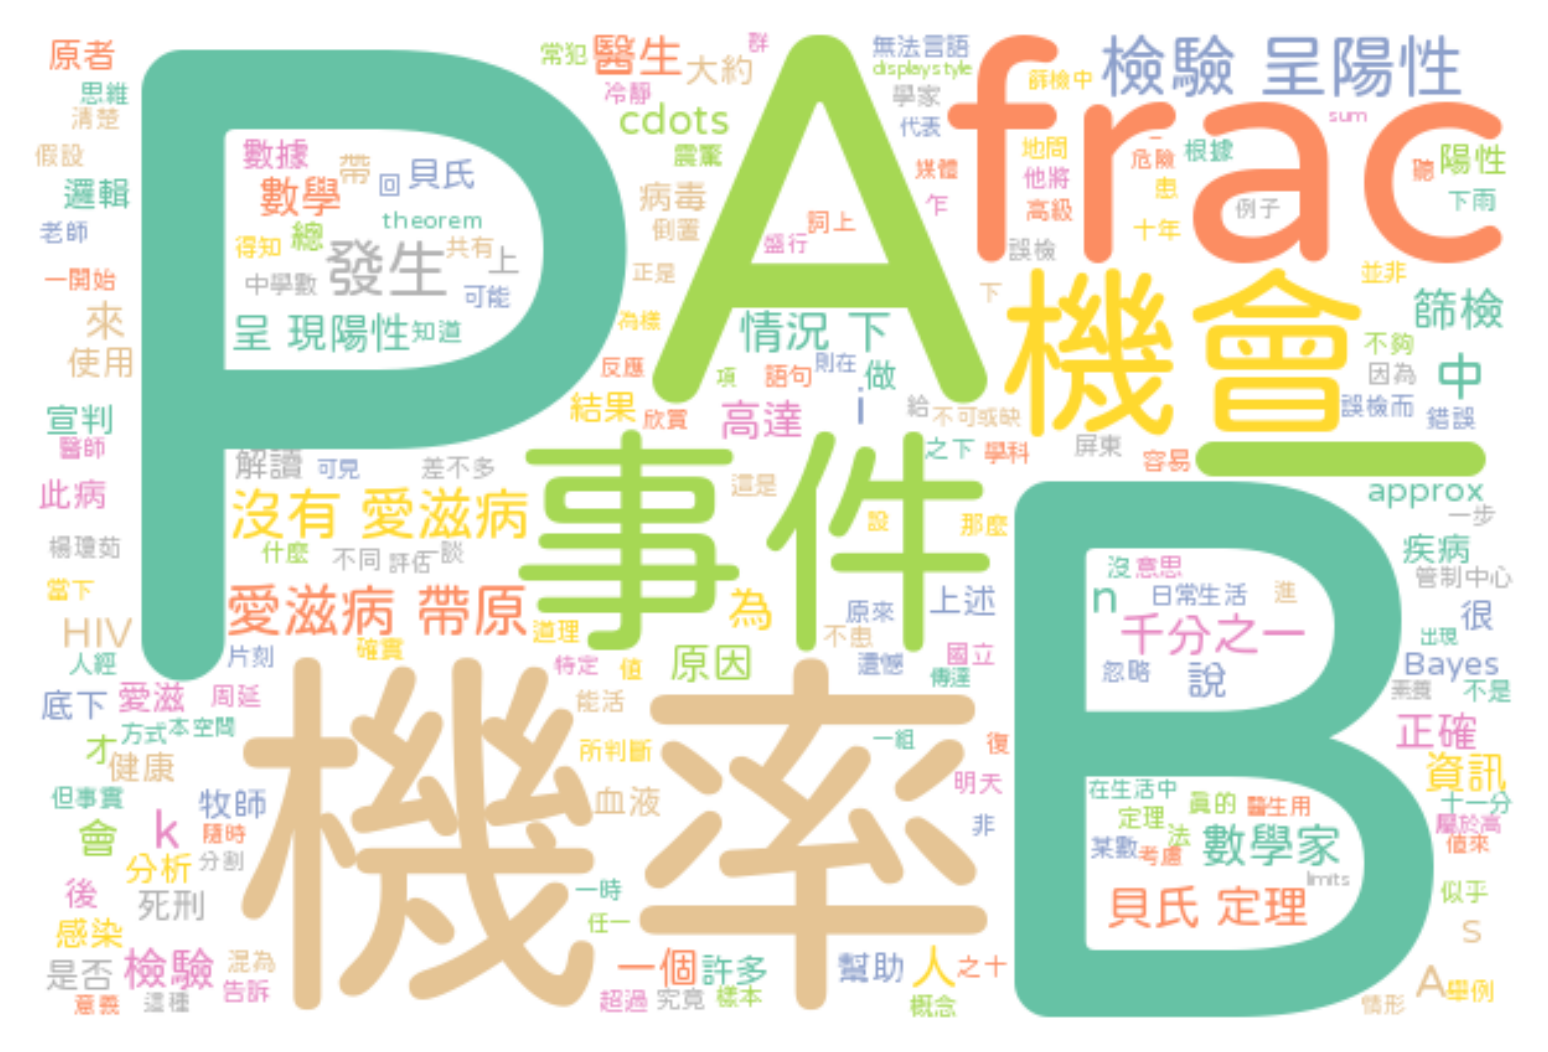 P
A
frac
機會
事件
B
機率
一
原者
思維
清楚
假設
邏輯
老師
一開始
來
使用
宣判
醫師
此病
楊瓊茹
當下
HIV
人經
底下
愛滋
周延
方式
本空間
才
健康
但事實
牧師
會
k
隨時
分析
分割
後
死刑
感染
是否
檢驗
混為
意義
這種
告訴
數據
帶
回
貝氏
數學
theorem
得知
總
發生
共有
上
中學數
可能
呈 現陽性
知道
常犯
醫生
群
大約
冷靜
cdots
震驚
病毒
倒置
詞上
盛行
正是
為樣
情況 下
反應
項
語句
則在
做
結果
欣賞
高達
i
給
不可或缺
解讀
可見
差不多
之下
學科
這是
沒有 愛滋病
設
那麼
什麼
不同
評估
談
愛滋病 帶原
道理
為
原來
上述
不患
片刻
確實
特定
值
原因
遺憾
國立
傳達
能活
所判斷
一組
復
血液
明天
非
一時
任一
一個
許多
幫助
人
之十
超過
究竟
樣本
概念
無法言語
displaystyle
學家
代表
篩檢中
檢驗 呈陽性
sum
媒體
乍
地問
他將
高級
危險
根據
患
十年
例子
聽
陽性
下雨
誤檢
下
並非
篩檢
不夠
因為
中
誤檢而
錯誤
屏東
容易
approx
一步
疾病
管制中心
很
出現
Bayes
素養
不是
正確
資訊
十一分
屬於高
值來
似乎
s
A
舉例
情形
沒
意思
n
日常生活
進
千分之一
忽略
說
在生活中
定理
真的
醫生用
某數
考慮
法
數學家
limits
貝氏 定理